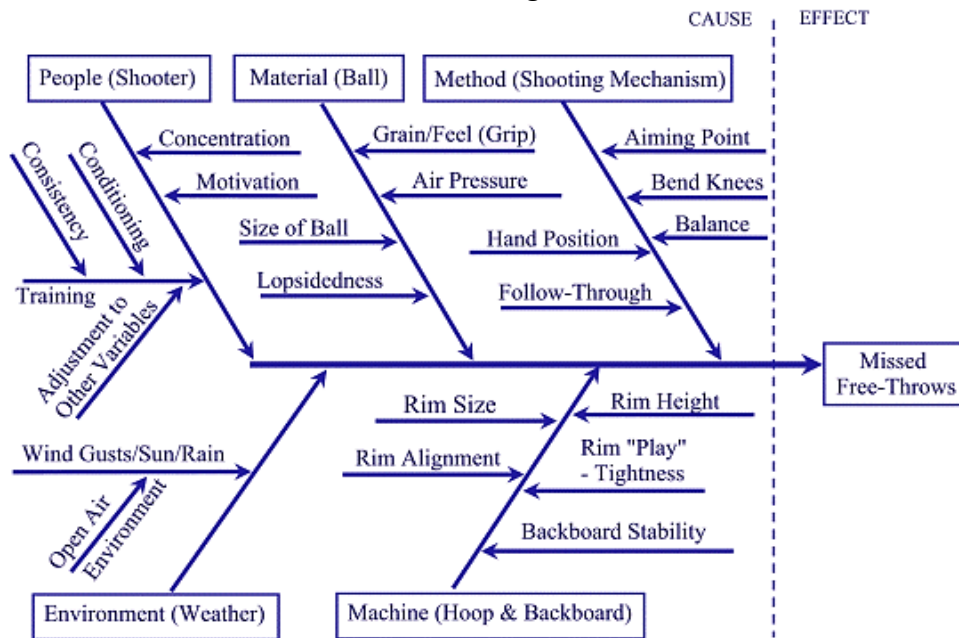 CAUSE
EFFECT
People (Shooter)
Material (Ball)
Method (Shooting Mechanism)
Concentration
Motivation
Consistency
Conditioning
Training
Adjustment to
Other Variables
Grain/Feel (Grip)
Air Pressure
Size of Ball
Lopsidedness
Aiming Point
Bend Knees
Balance
Hand Position
Follow-Through
Missed
Free-Throws
Wind Gusts/Sun/Rain
Open Air
Environment
Rim Size
Rim Height
Rim Alignment
Rim "Play"
- Tightness
Backboard Stability
Environment (Weather)
Machine (Hoop & Backboard)